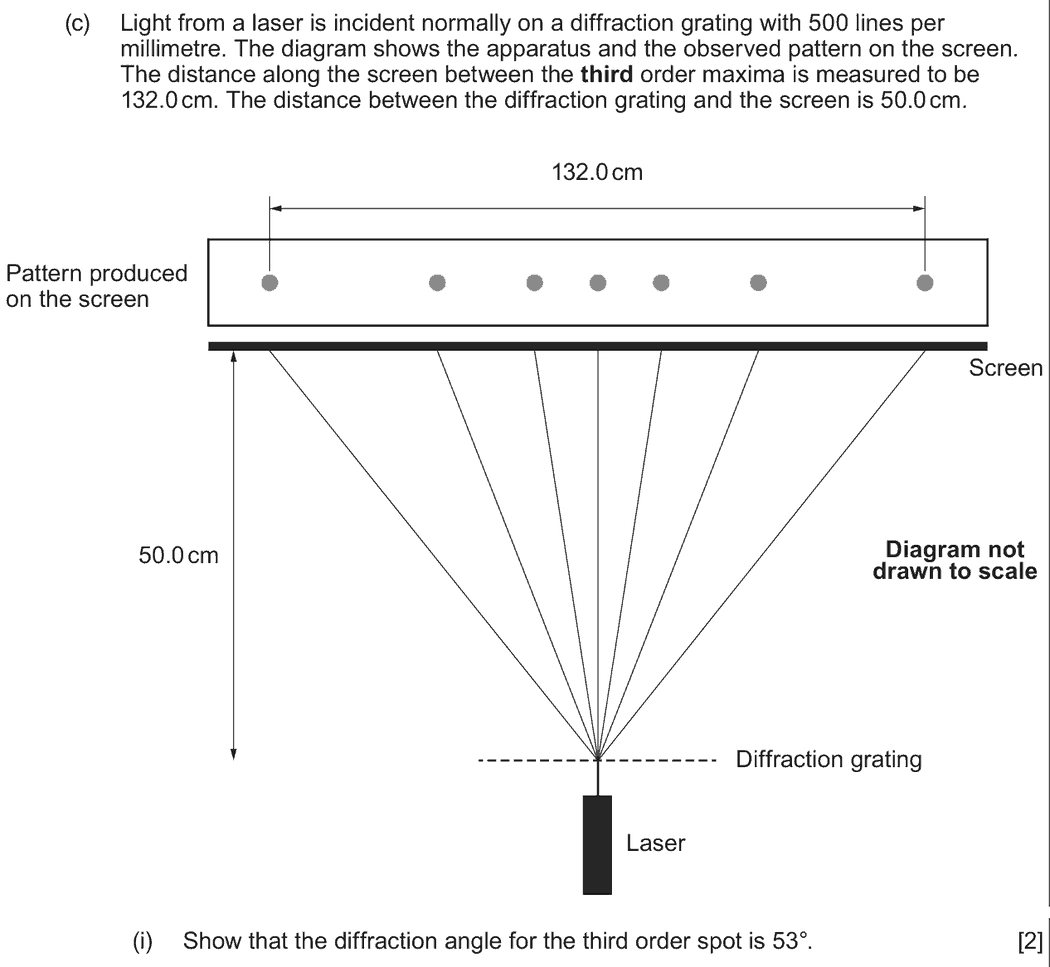 (c) Light from a laser is incident normally on a diffraction grating with 500 lines per
millimetre. The diagram shows the apparatus and the observed pattern on the screen.
The distance along the screen between the third order maxima is measured to be
132.0 cm. The distance between the diffraction grating and the screen is 50.0 cm.
132.0 cm
Pattern produced
on the screen
Screen
50.0 cm
Diagram not
drawn to scale
Diffraction grating
Laser
(i) Show that the diffraction angle for the third order spot is 53°. [2]